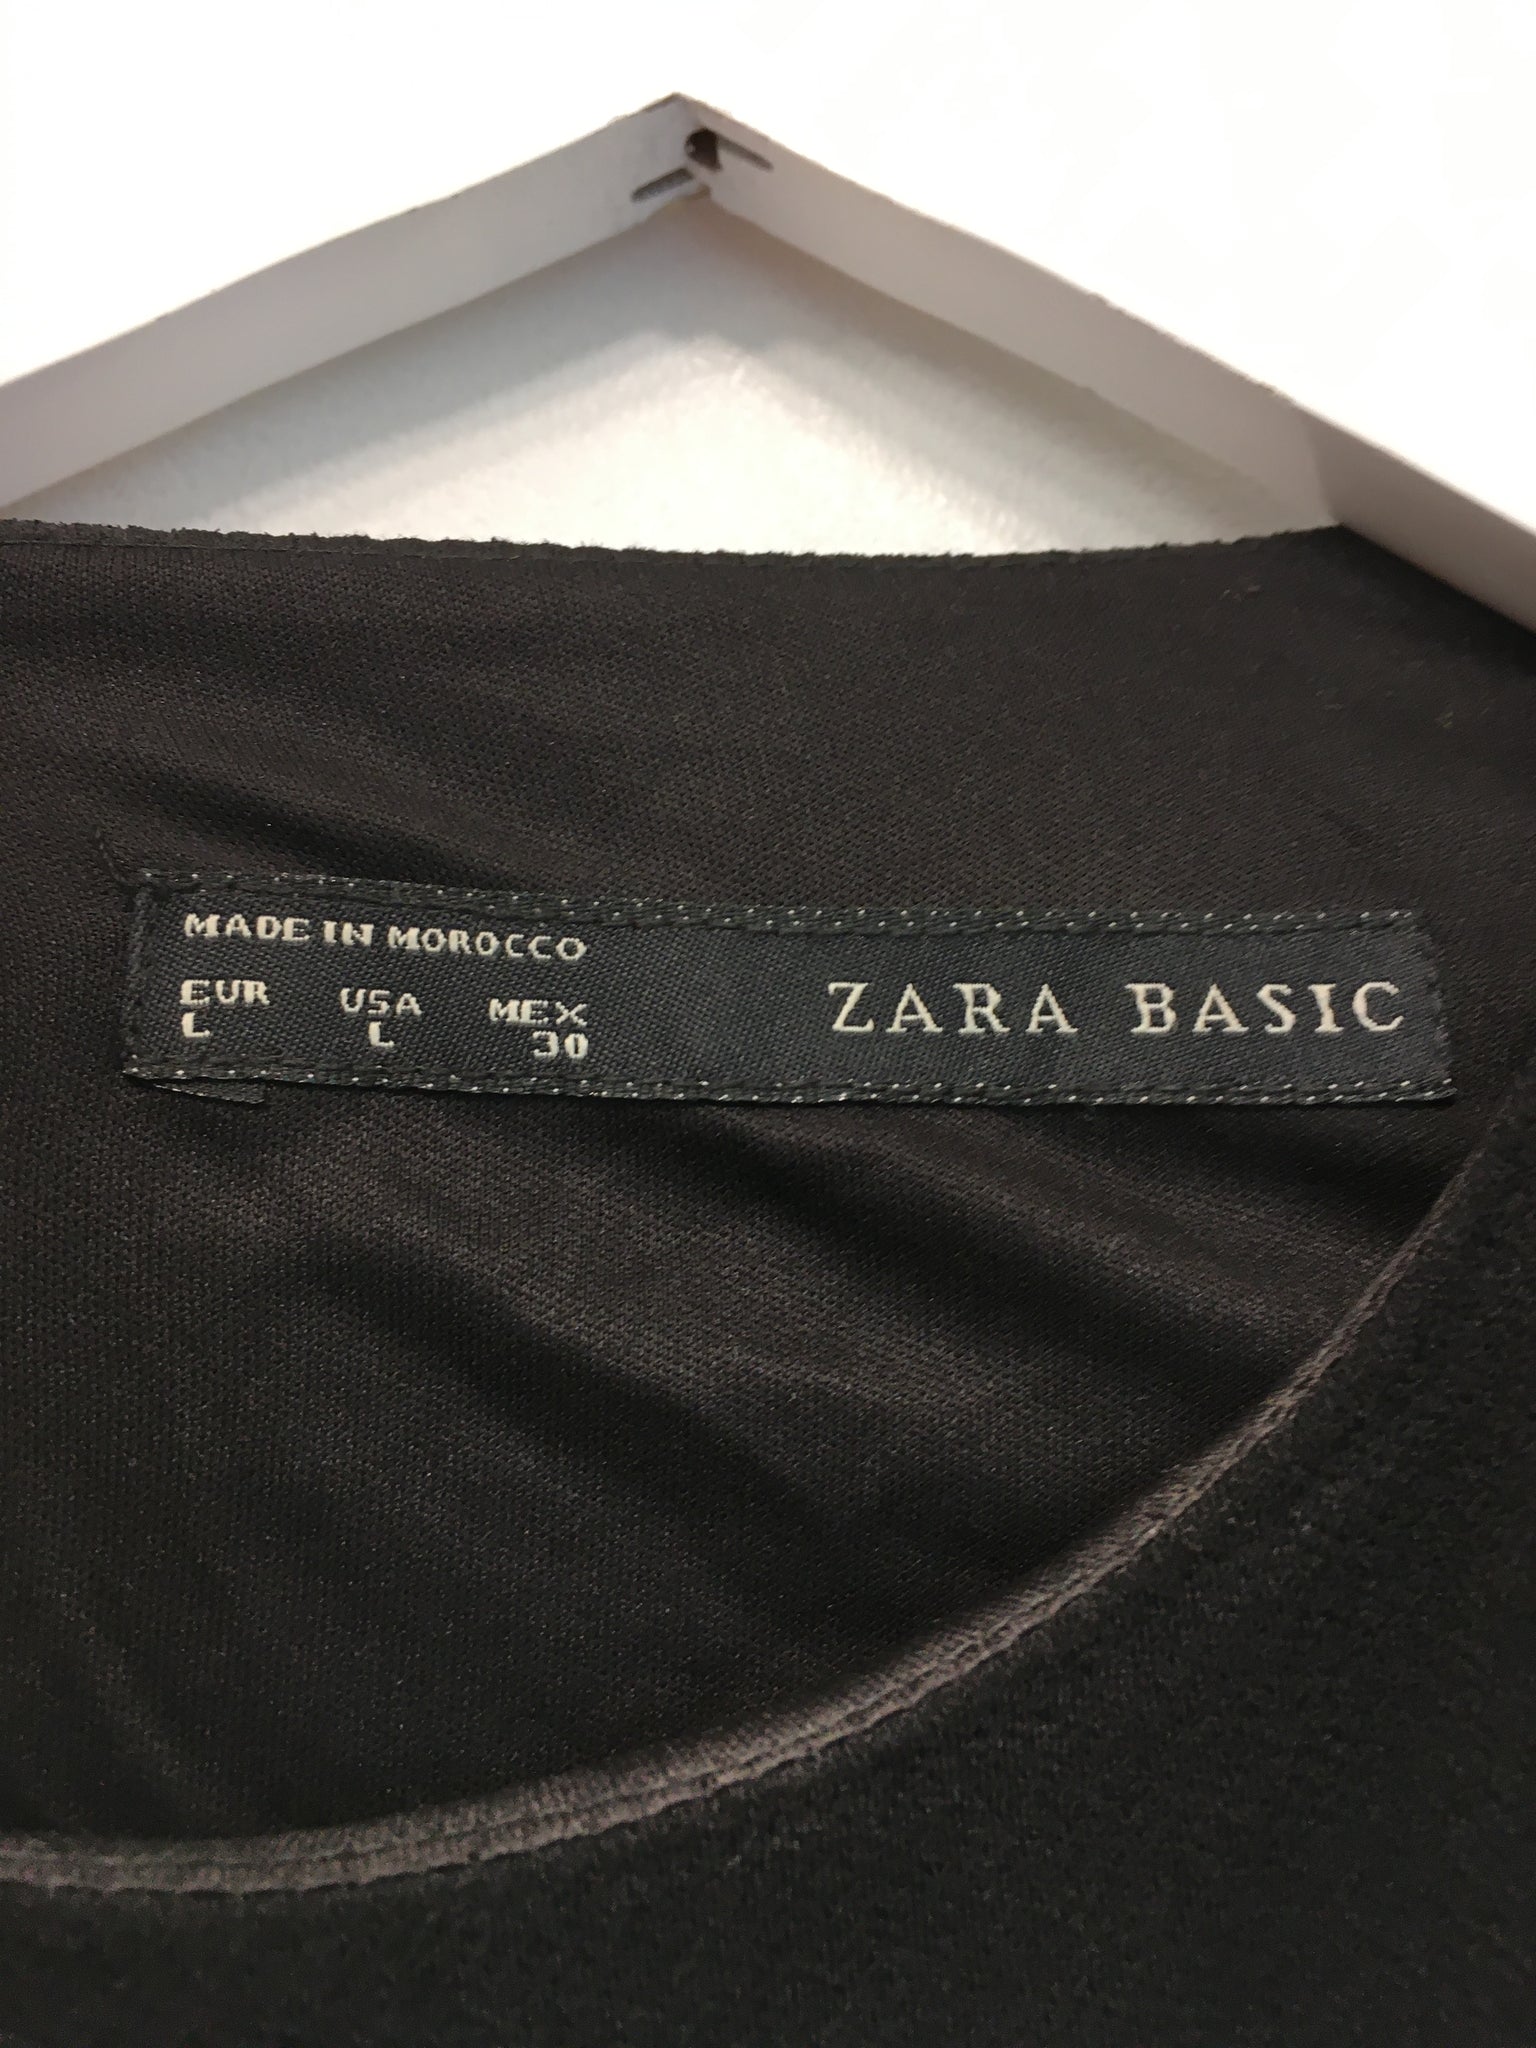 MADE IN MOROCCO
EUR USA MEX
L L 30
ZARA BASIC